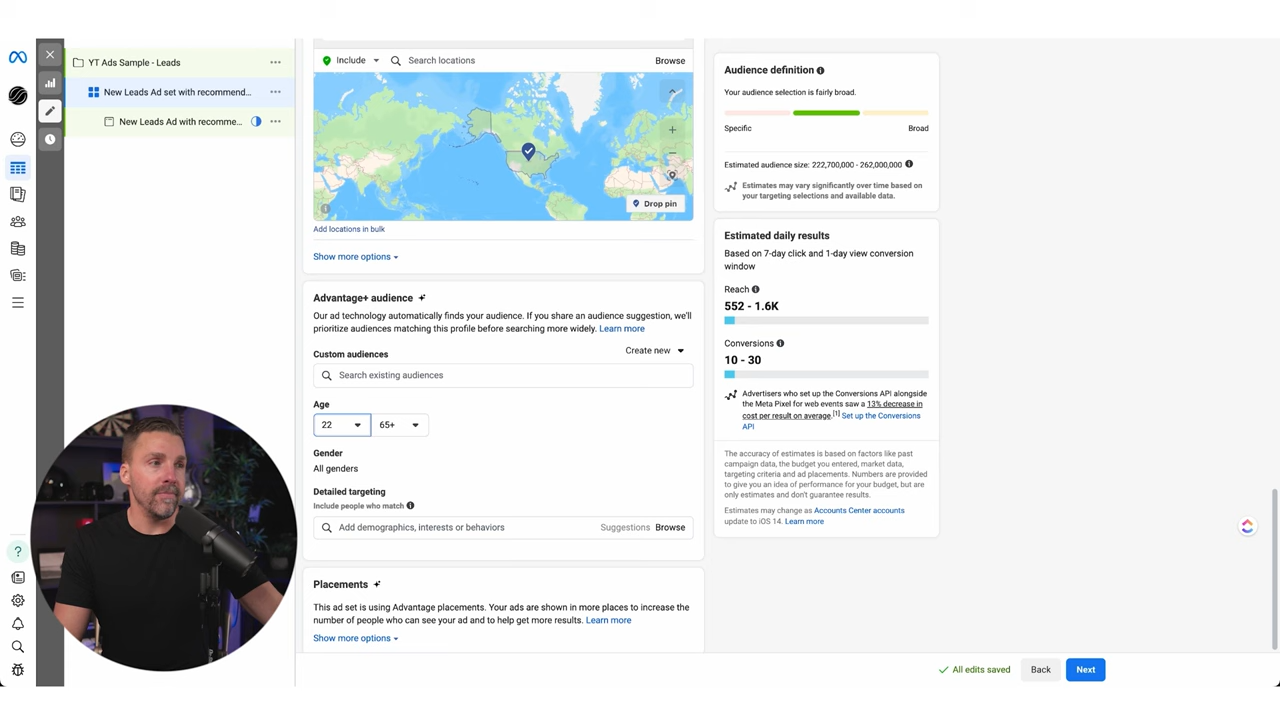 YT Ads Sample - Leads
New Leads Ad set with recommend...
New Leads Ad with recomme...
Include
Search locations
Browse
Drop pin
Add locations in bulk
Show more options
Advantage+ audience
Our ad technology automatically finds your audience. If you share an audience suggestion, we'll
prioritize audiences matching this profile before searching more widely. Learn more
Custom audiences
Create new
Search existing audiences
Age
22
65+
Gender
All genders
Detailed targeting
Include people who match
Add demographics, interests or behaviors
Suggestions
Browse
Placements
This ad set is using Advantage placements. Your ads are shown in more places to increase the
number of people who can see your ad and to help get more results. Learn more
Show more options
Audience definition
Your audience selection is fairly broad.
Specific
Broad
Estimated audience size: 222,700,000 - 262,000,000
Estimates may vary significantly over time based on
your targeting selections and available data.
Estimated daily results
Based on 7-day click and 1-day view conversion
window
Reach
552 - 1.6K
Conversions
10 - 30
Advertisers who set up the Conversions API alongside
the Meta Pixel for web events saw a 13% decrease in
cost per result on average.[1] Set up the Conversions
API
The accuracy of estimates is based on factors like past
campaign data, the budget you entered, market data,
targeting criteria and ad placements. Numbers are provided
to give you an idea of performance for your budget, but are
only estimates and don't guarantee results.
Estimates may change as Accounts Center accounts
update to iOS 14. Learn more
All edits saved
Back
Next